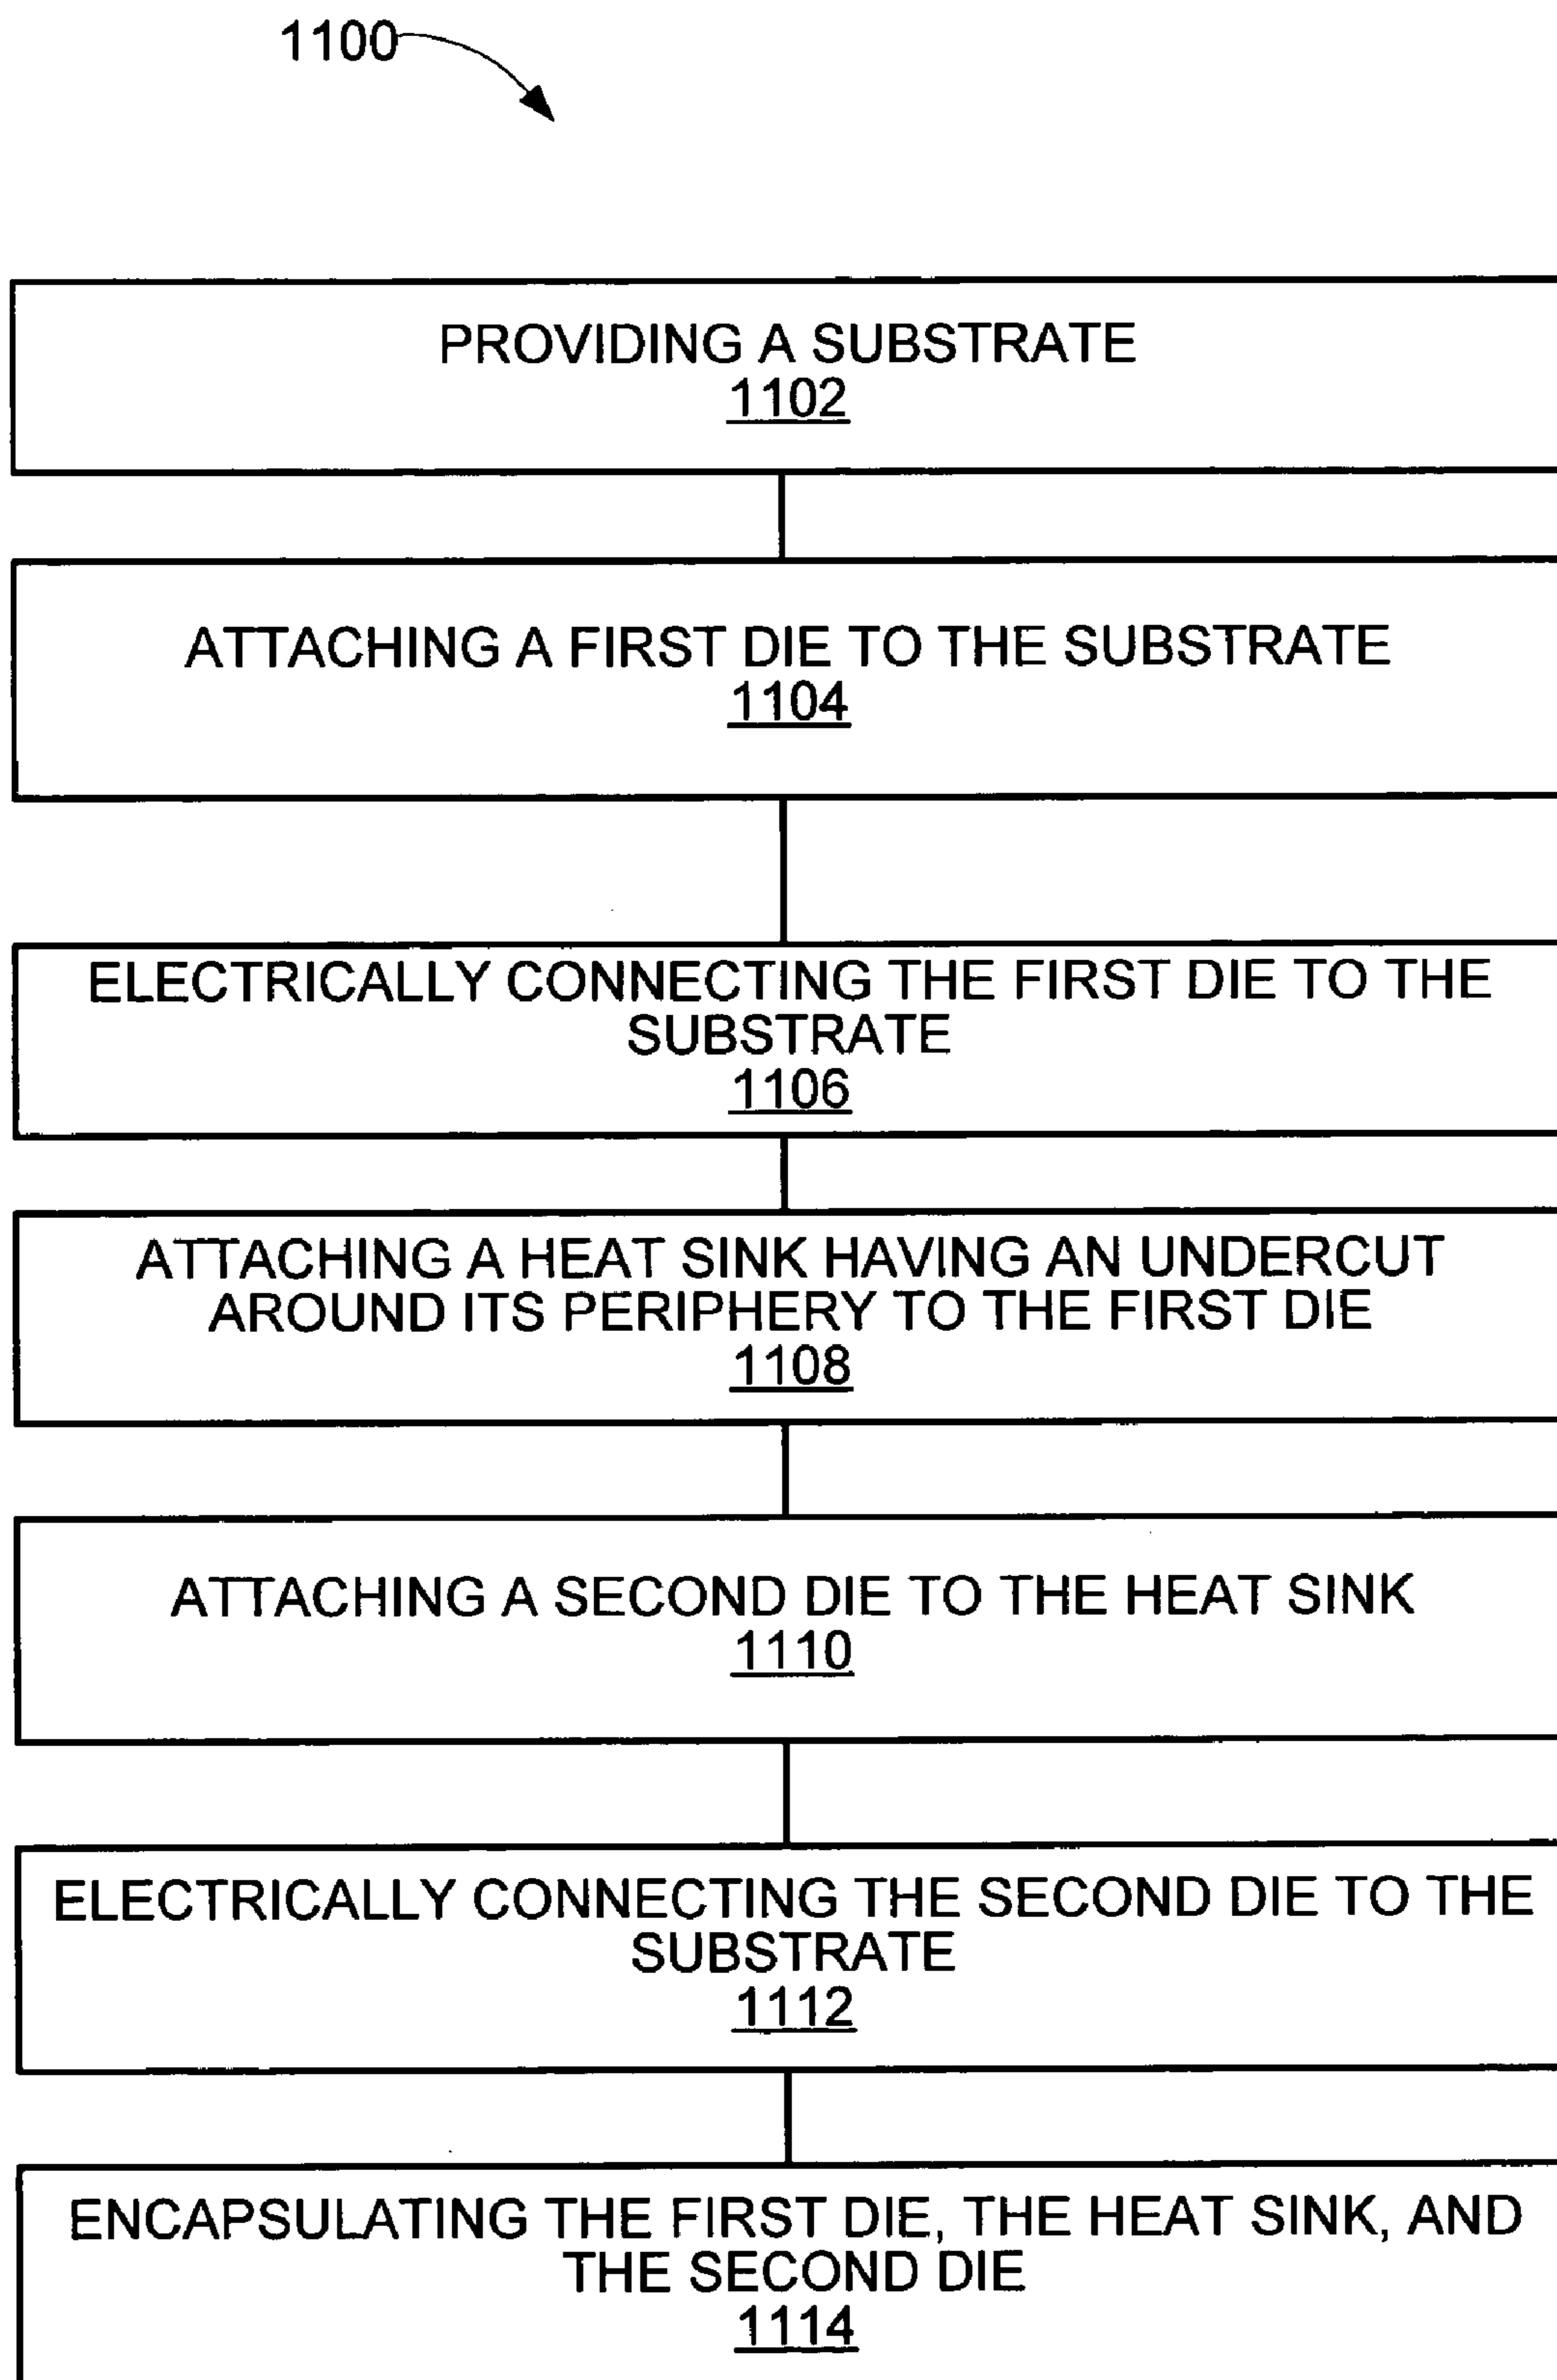 1100
PROVIDING A SUBSTRATE
1102
ATTACHING A FIRST DIE TO THE SUBSTRATE
1104
ELECTRICALLY CONNECTING THE FIRST DIE TO THE
SUBSTRATE
1106
ATTACHING A HEAT SINK HAVING AN UNDERCUT
AROUND ITS PERIPHERY TO THE FIRST DIE
1108
ATTACHING A SECOND DIE TO THE HEAT SINK
1110
ELECTRICALLY CONNECTING THE SECOND DIE TO THE
SUBSTRATE
1112
ENCAPSULATING THE FIRST DIE, THE HEAT SINK, AND
THE SECOND DIE
1114